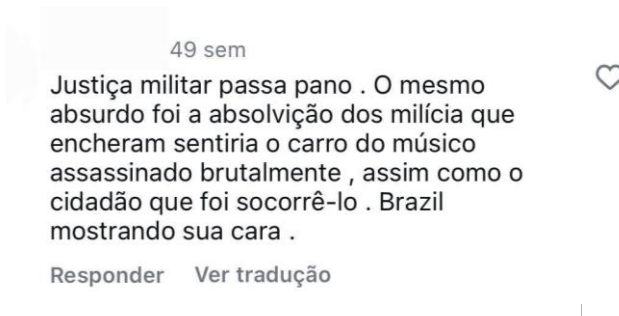 49 sem
Justiça militar passa pano . O mesmo
absurdo foi a absolvição dos milícia que
encheram sentiria o carro do músico
assassinado brutalmente , assim como o
cidadão que foi socorrê-lo . Brazil
mostrando sua cara .
Responder Ver tradução